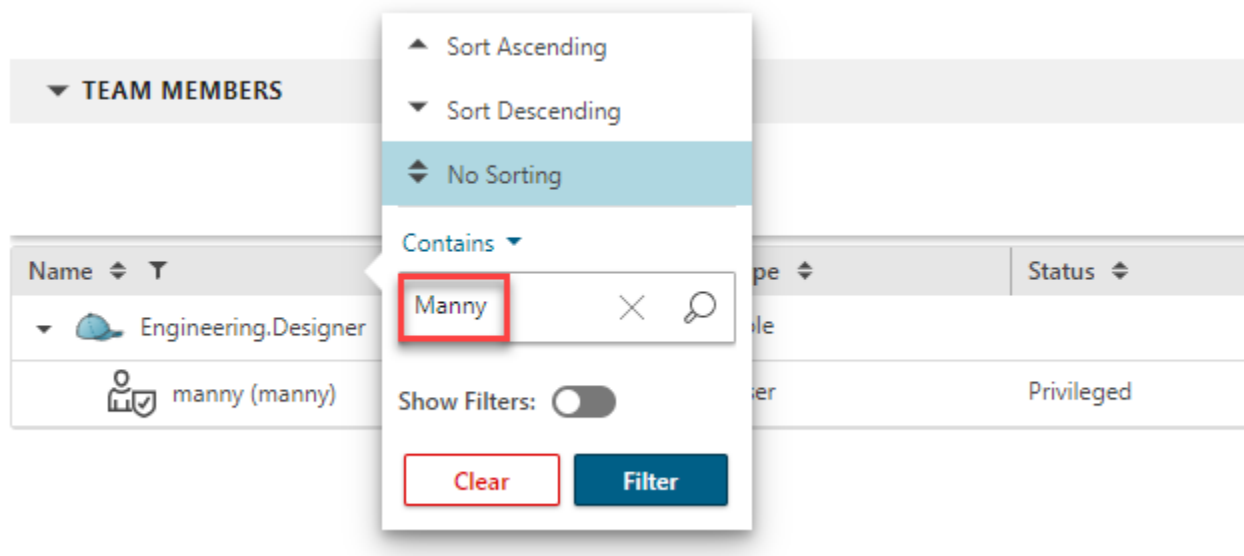 Sort Ascending
TEAM MEMBERS
Sort Descending
No Sorting
Contains
Name
pe
Status
Manny
Engineering.Designer
ole
manny (manny)
ser
Privileged
Show Filters:
Clear
Filter